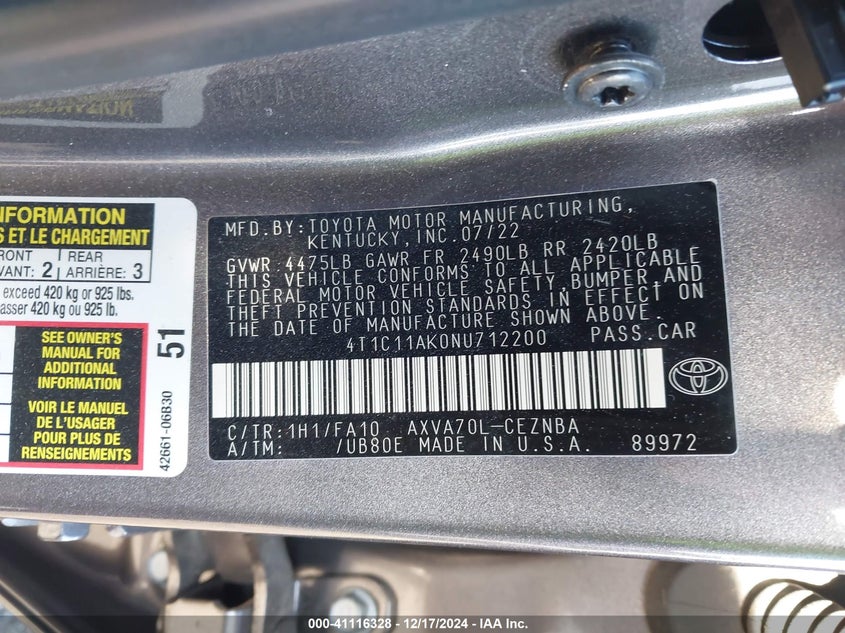 INFORMATION
S ET LE CHARGEMENT
FRONT
REAR
VANT: 2
ARRIÈRE: 3
exceed 420 kg or 925 lbs.
asser 420 kg ou 925 lb.
SEE OWNER'S
MANUAL FOR
ADDITIONAL
INFORMATION
VOIR LE MANUEL
DE L'USAGER
POUR PLUS DE
RENSEIGNEMENTS
51
42661-06B30
MFD.BY:TOYOTA MOTOR MANUFACTURING,
KENTUCKY,INC.07/22
GVWR 4475LB GAWR FR 2490LB RR 2420LB
THIS VEHICLE CONFORMS TO ALL APPLICABLE
FEDERAL MOTOR VEHICLE SAFETY,BUMPER,AND
THEFT PREVENTION STANDARDS IN EFFECT ON
THE DATE OF MANUFACTURE SHOWN ABOVE.
4T1C11AK0NU712200 PASS.CAR
C/TR:1H1/FA10 AXVA70L-CEZNBA
A/TM: /UB80E MADE IN U.S.A. 89972
000-41116328 - 12/17/2024 - IAA Inc.